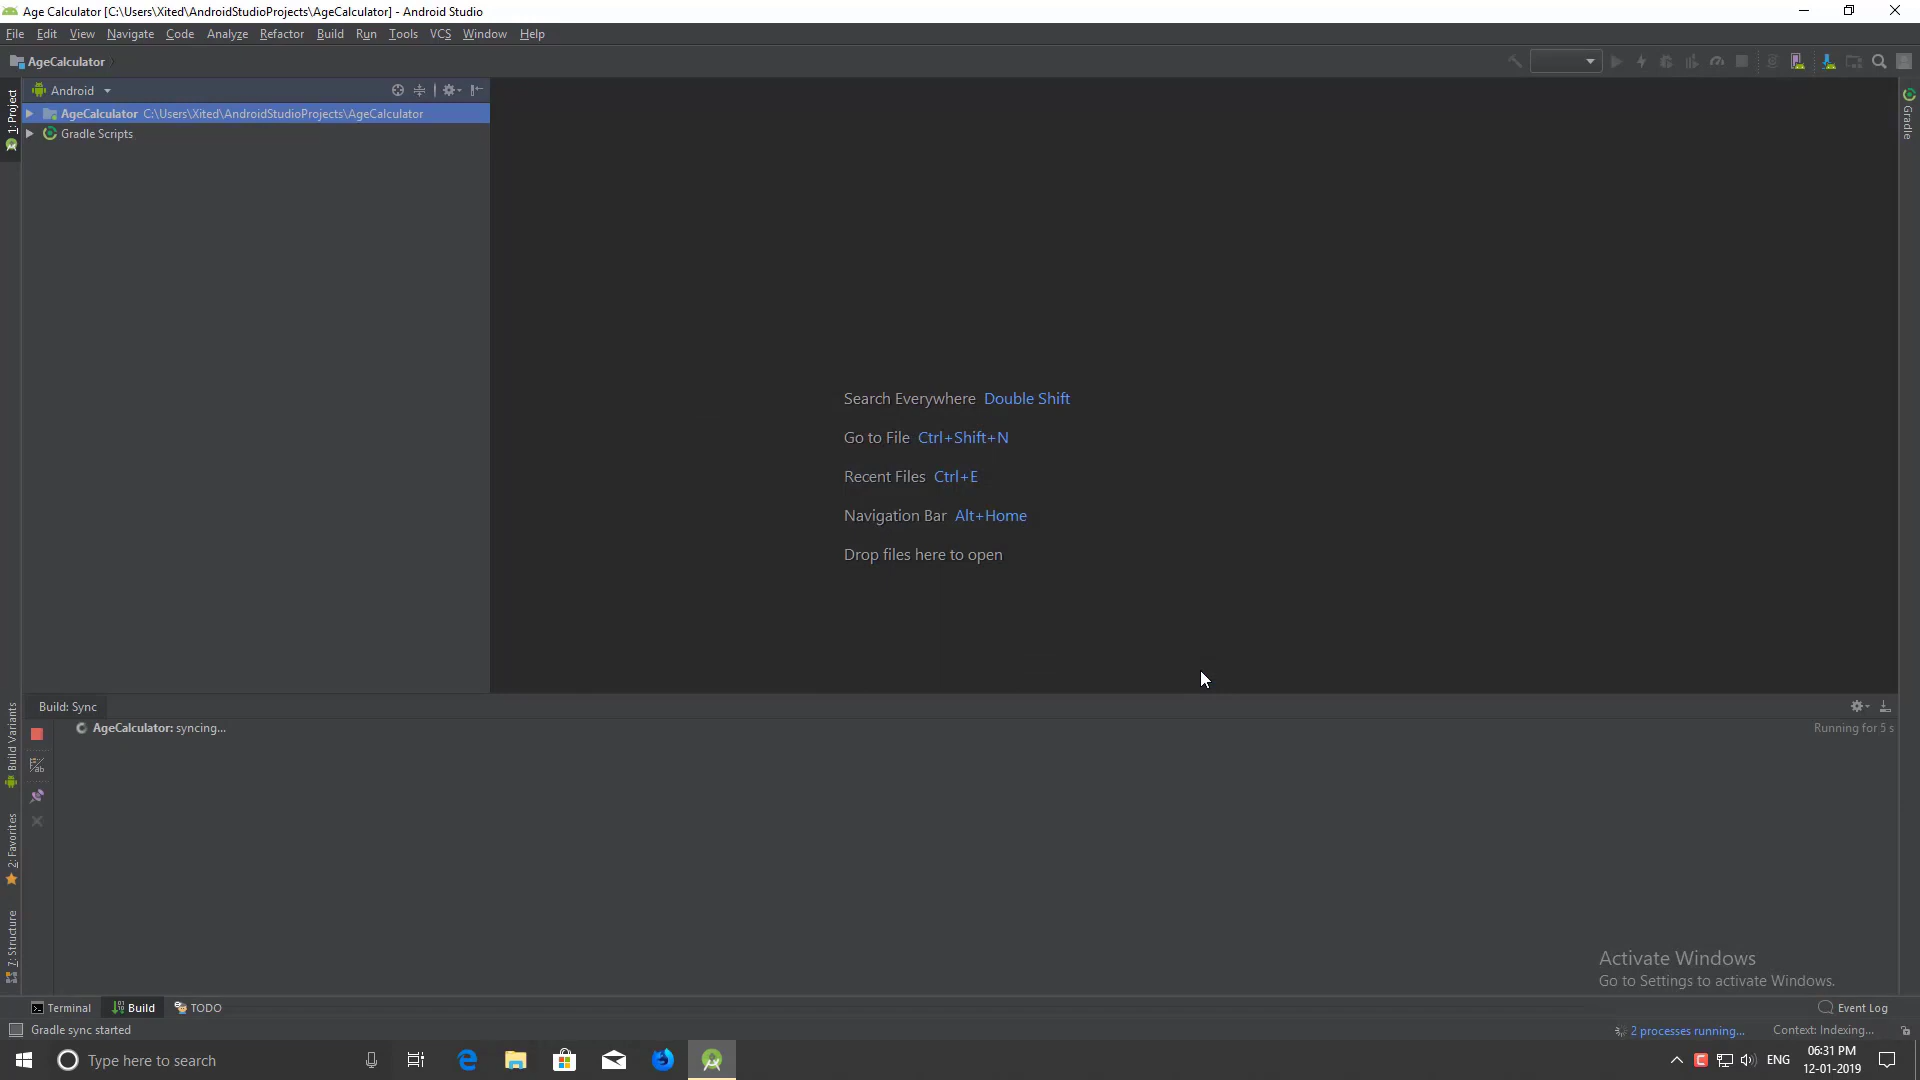 Age Calculator [C:\Users\Xited\AndroidStudioProjects\AgeCalculator] - Android Studio
File Edit View Navigate Code Analyze Refactor Build Run Tools VCS Window Help
AgeCalculator
Android
AgeCalculator C:\Users\Xited\AndroidStudioProjects\AgeCalculator
Gradle Scripts
1: Project
Gradle
Search Everywhere Double Shift
Go to File Ctrl+Shift+N
Recent Files Ctrl+E
Navigation Bar Alt+Home
Drop files here to open
Build: Sync
AgeCalculator: syncing...
Running for 5 s
Build Variants
2: Favorites
7: Structure
Activate Windows
Go to Settings to activate Windows.
Terminal Build TODO
Event Log
Gradle sync started
2 processes running...
Context: Indexing...
Type here to search
ENG
06:31 PM
12-01-2019